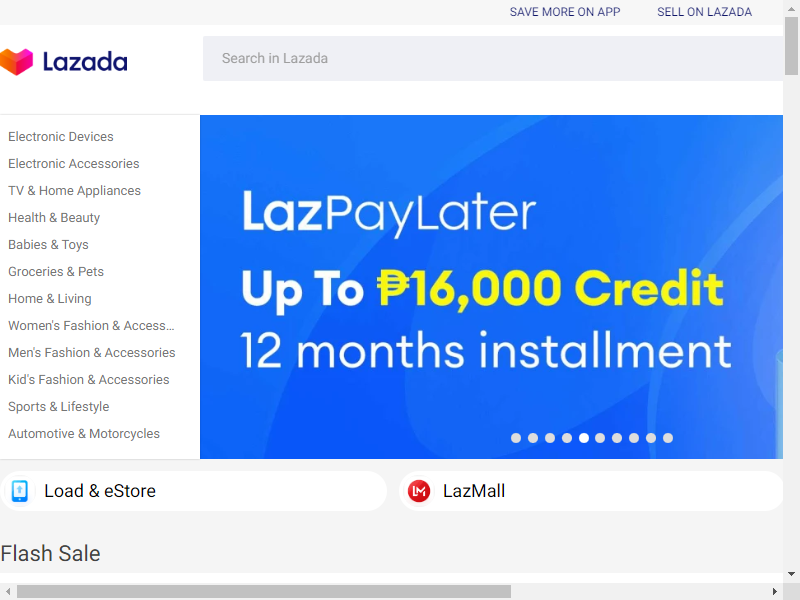 SAVE MORE ON APP
SELL ON LAZADA
Lazada
Search in Lazada
Electronic Devices
Electronic Accessories
TV & Home Appliances
Health & Beauty
Babies & Toys
Groceries & Pets
Home & Living
Women's Fashion & Access...
Men's Fashion & Accessories
Kid's Fashion & Accessories
Sports & Lifestyle
Automotive & Motorcycles
LazPayLater
Up To ₱16,000 Credit
12 months installment
Load & eStore
LazMall
Flash Sale